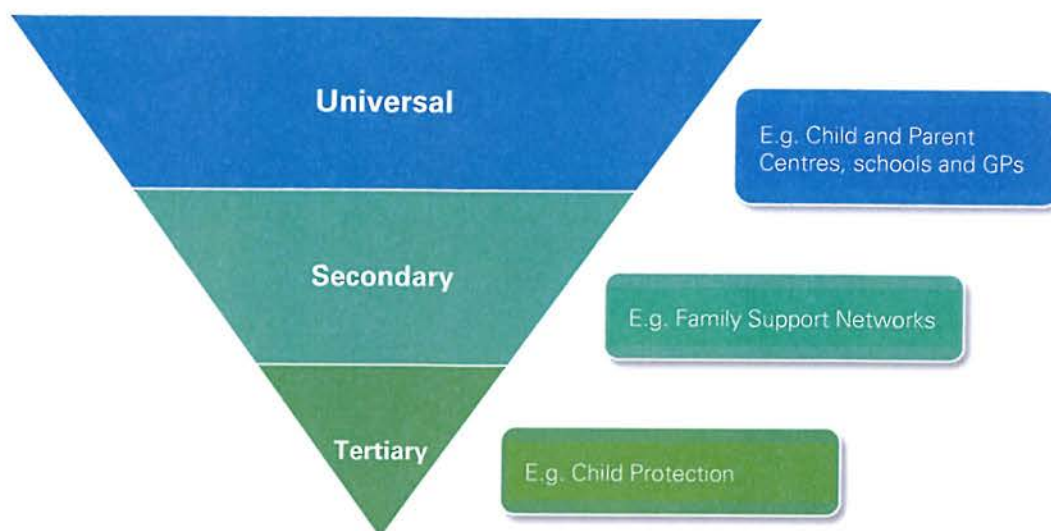 Universal
E.g. Child and Parent
Centres, schools and GPs
Secondary
E.g. Family Support Networks
Tertiary
E.g. Child Protection